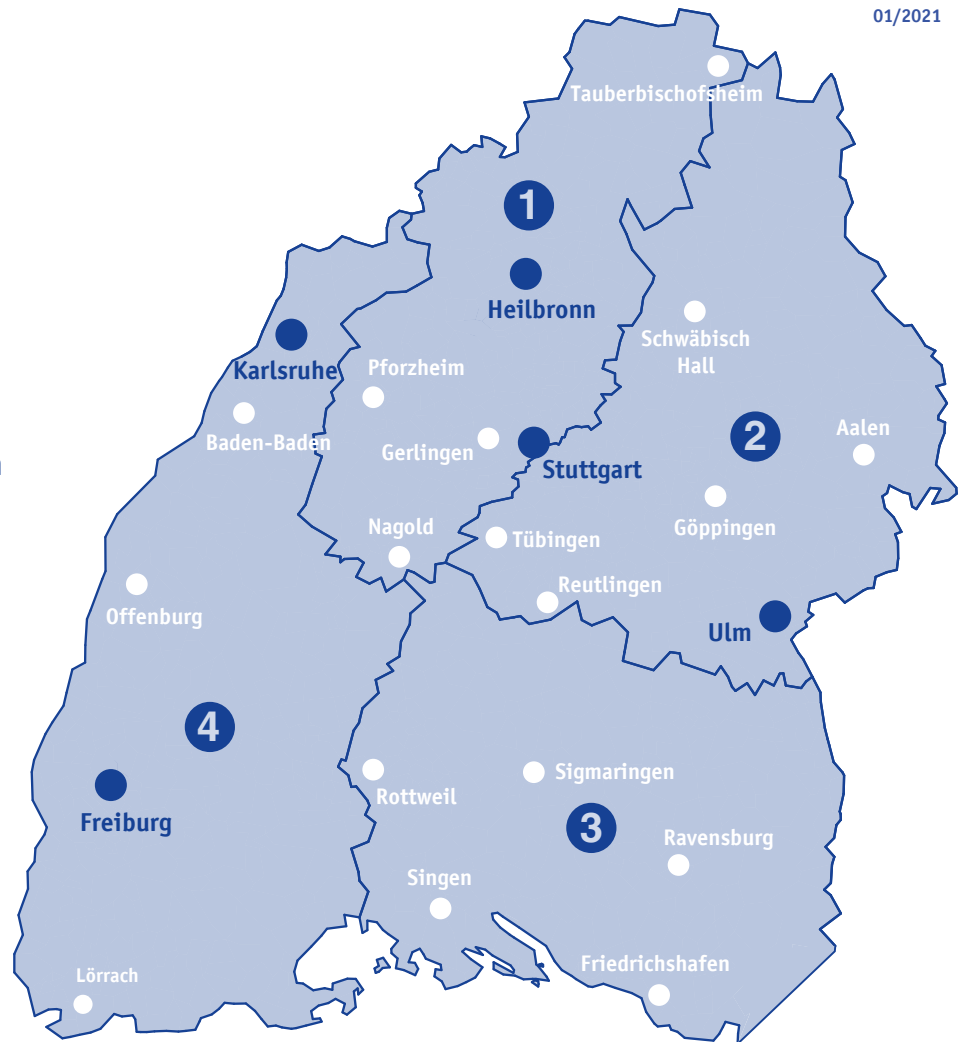 01/2021
Tauberbischofsheim
1
Heilbronn
Schwäbisch
Hall
Karlsruhe
Pforzheim
Baden-Baden
Gerlingen
2
Aalen
Stuttgart
Göppingen
Nagold
Tübingen
Reutlingen
Offenburg
Ulm
4
Rottweil
Sigmaringen
Freiburg
3
Ravensburg
Singen
Friedrichshafen
Lörrach